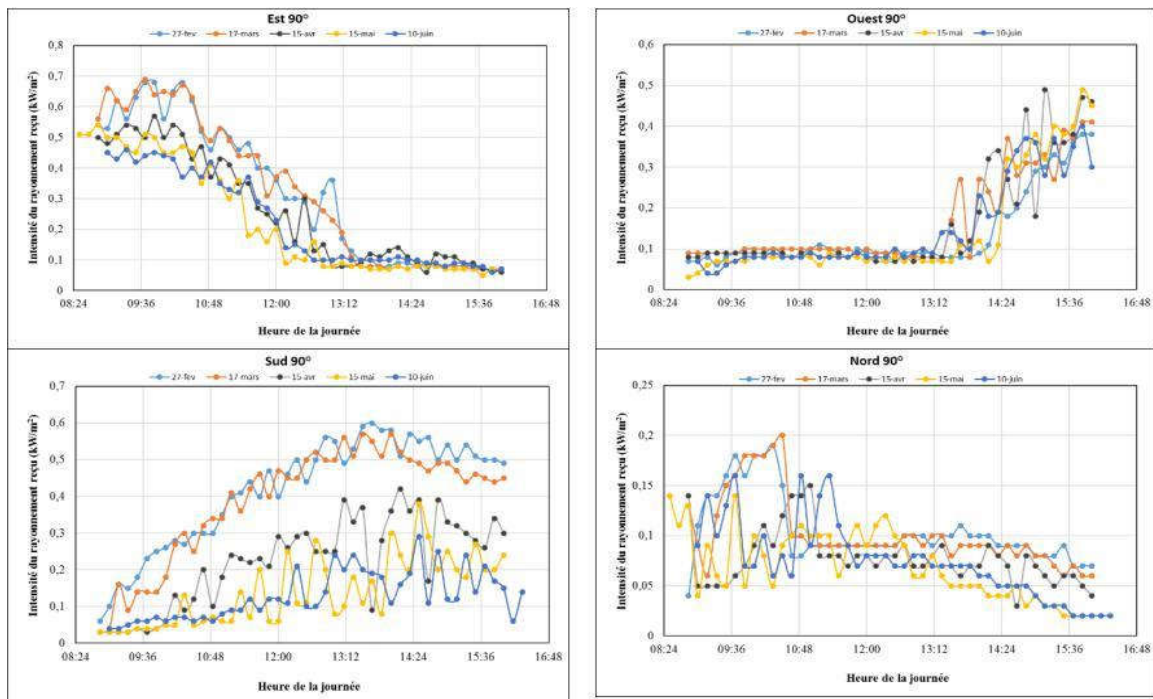 Est 90°
27-fev 17-mars 15-avr 15-mai 10-juin
Intensité du rayonnement reçu (kW/m²)
0,8
0,7
0,6
0,5
0,4
0,3
0,2
0,1
0
08:24 09:36 10:48 12:00 13:12 14:24 15:36 16:48
Heure de la journée
Ouest 90°
27-fev 17-mars 15-avr 15-mai 10-juin
Intensité du rayonnement reçu (kW/m²)
0,6
0,5
0,4
0,3
0,2
0,1
0
08:24 09:36 10:48 12:00 13:12 14:24 15:36 16:48
Heure de la journée
Sud 90°
27-fev 17-mars 15-avr 15-mai 10-juin
Intensité du rayonnement reçu (kW/m²)
0,7
0,6
0,5
0,4
0,3
0,2
0,1
0
08:24 09:36 10:48 12:00 13:12 14:24 15:36 16:48
Heure de la journée
Nord 90°
27-fev 17-mars 15-avr 15-mai 10-juin
Intensité du rayonnement reçu (kW/m²)
0,25
0,2
0,15
0,1
0,05
0
08:24 09:36 10:48 12:00 13:12 14:24 15:36 16:48
Heure de la journée